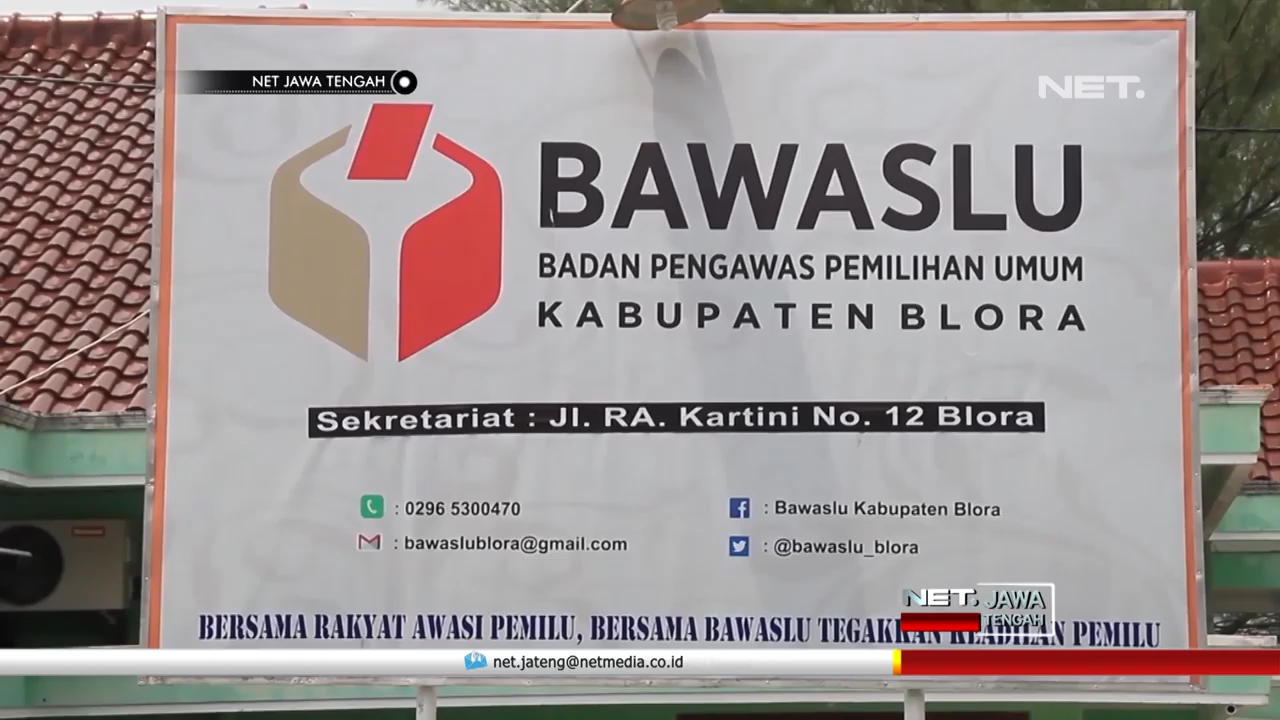 NET JAWA TENGAH
NET.
BAWASLU
BADAN PENGAWAS PEMILIHAN UMUM
KABUPATEN BLORA
Sekretariat : Jl. RA. Kartini No. 12 Blora
: 0296 5300470
: bawaslublora@gmail.com
: Bawaslu Kabupaten Blora
: @bawaslu_blora
BERSAMA RAKYAT AWASI PEMILU, BERSAMA BAWASLU TEGAKKAN KEADILAN PEMILU
NET. JAWA
TENGAH
net.jateng@netmedia.co.id